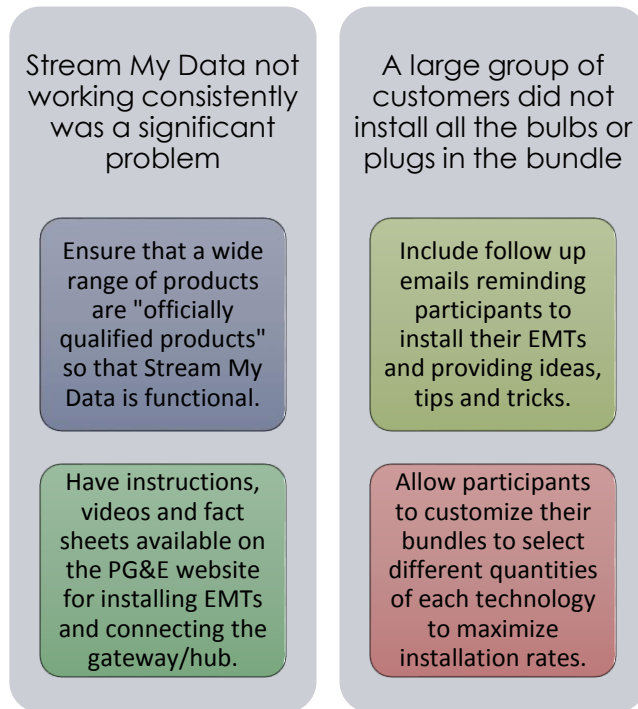 Stream My Data not
working consistently
was a significant
problem
Ensure that a wide
range of products
are "officially
qualified products"
so that Stream My
Data is functional.
Have instructions,
videos and fact
sheets available on
the PG&E website
for installing EMTs
and connecting the
gateway/hub.
A large group of
customers did not
install all the bulbs or
plugs in the bundle
Include follow up
emails reminding
participants to
install their EMTs
and providing ideas,
tips and tricks.
Allow participants
to customize their
bundles to select
different quantities
of each technology
to maximize
installation rates.